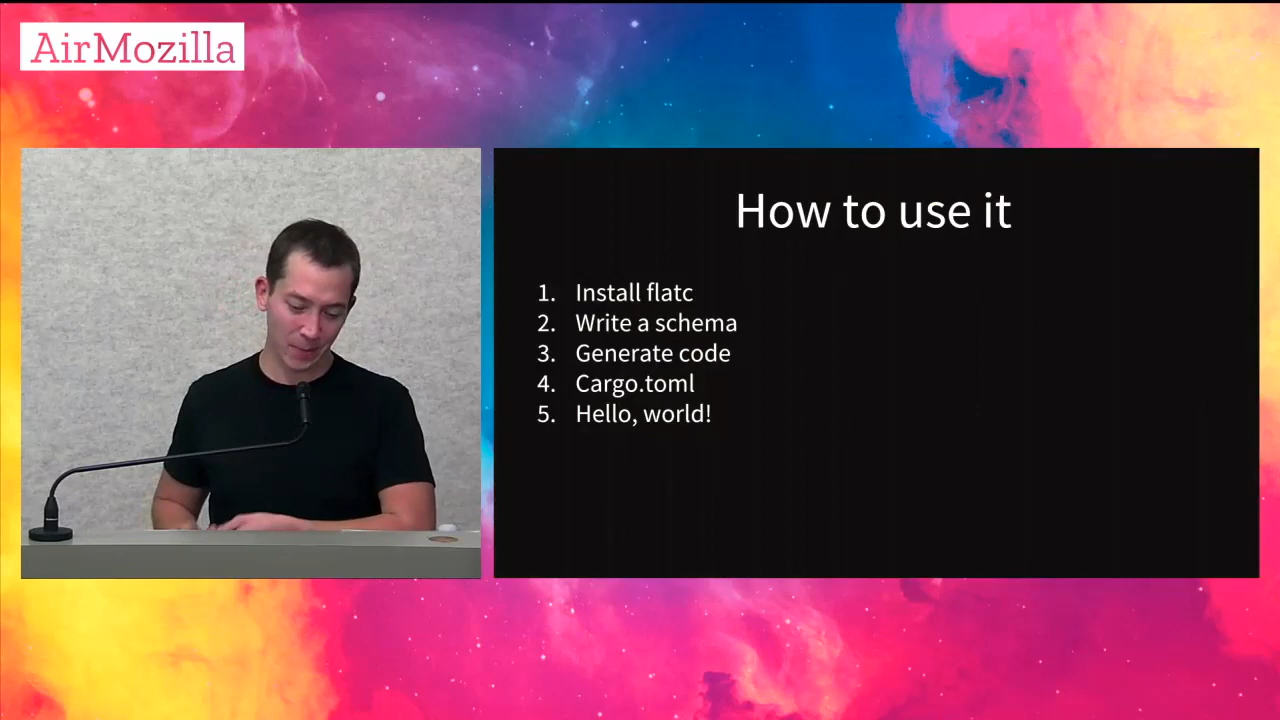 AirMozilla
How to use it
1. Install flatc
2. Write a schema
3. Generate code
4. Cargo.toml
5. Hello, world!